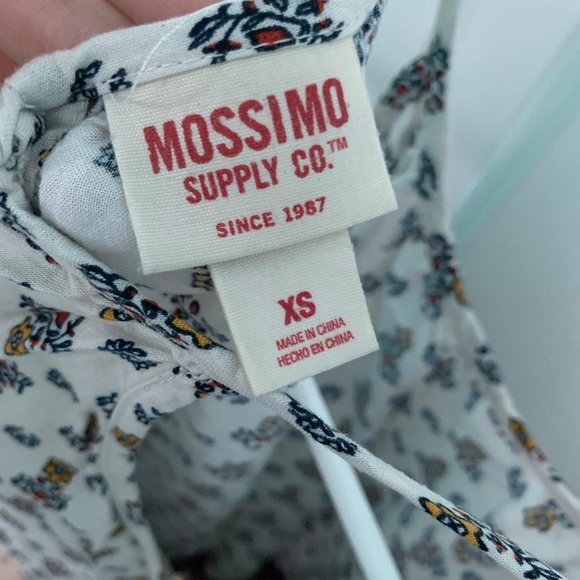 MOSSIMO
SUPPLY CO.™
SINCE 1987
XS
MADE IN CHINA
HECHO EN CHINA